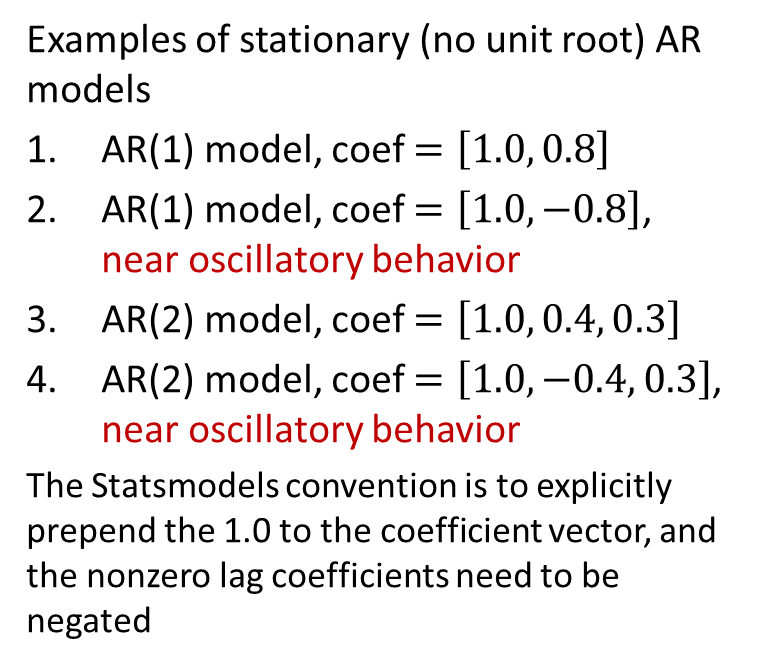 Examples of stationary (no unit root) AR
models
1. AR(1) model, coef = [1.0, 0.8]
2. AR(1) model, coef = [1.0, −0.8],
near oscillatory behavior
3. AR(2) model, coef = [1.0, 0.4, 0.3]
4. AR(2) model, coef = [1.0, −0.4, 0.3],
near oscillatory behavior
The Statsmodels convention is to explicitly
prepend the 1.0 to the coefficient vector, and
the nonzero lag coefficients need to be
negated